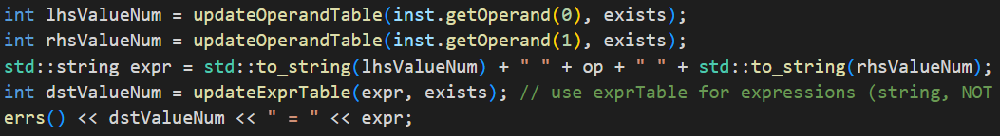 int lhsValueNum = updateOperandTable(inst.getOperand(0), exists);
int rhsValueNum = updateOperandTable(inst.getOperand(1), exists);
std::string expr = std::to_string(lhsValueNum) + " " + op + " " + std::to_string(rhsValueNum);
int dstValueNum = updateExprTable(expr, exists); // use exprTable for expressions (string, NOT
errs() << dstValueNum << " = " << expr;